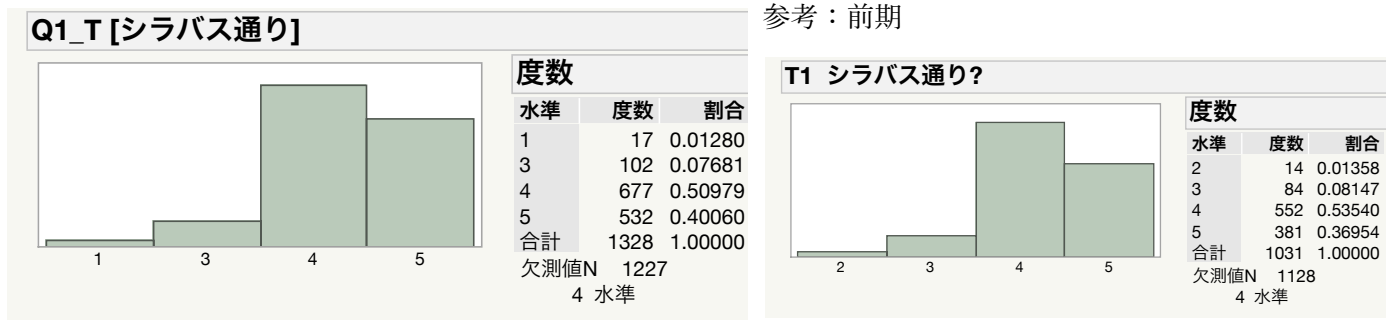 Q1_T [シラバス通り]
度数
水準 度数 割合
1 17 0.01280
3 102 0.07681
4 677 0.50979
5 532 0.40060
合計 1328 1.00000
欠測値N 1227
4 水準
1 3 4 5
参考：前期
T1 シラバス通り?
度数
水準 度数 割合
2 14 0.01358
3 84 0.08147
4 552 0.53540
5 381 0.36954
合計 1031 1.00000
欠測値N 1128
4 水準
2 3 4 5